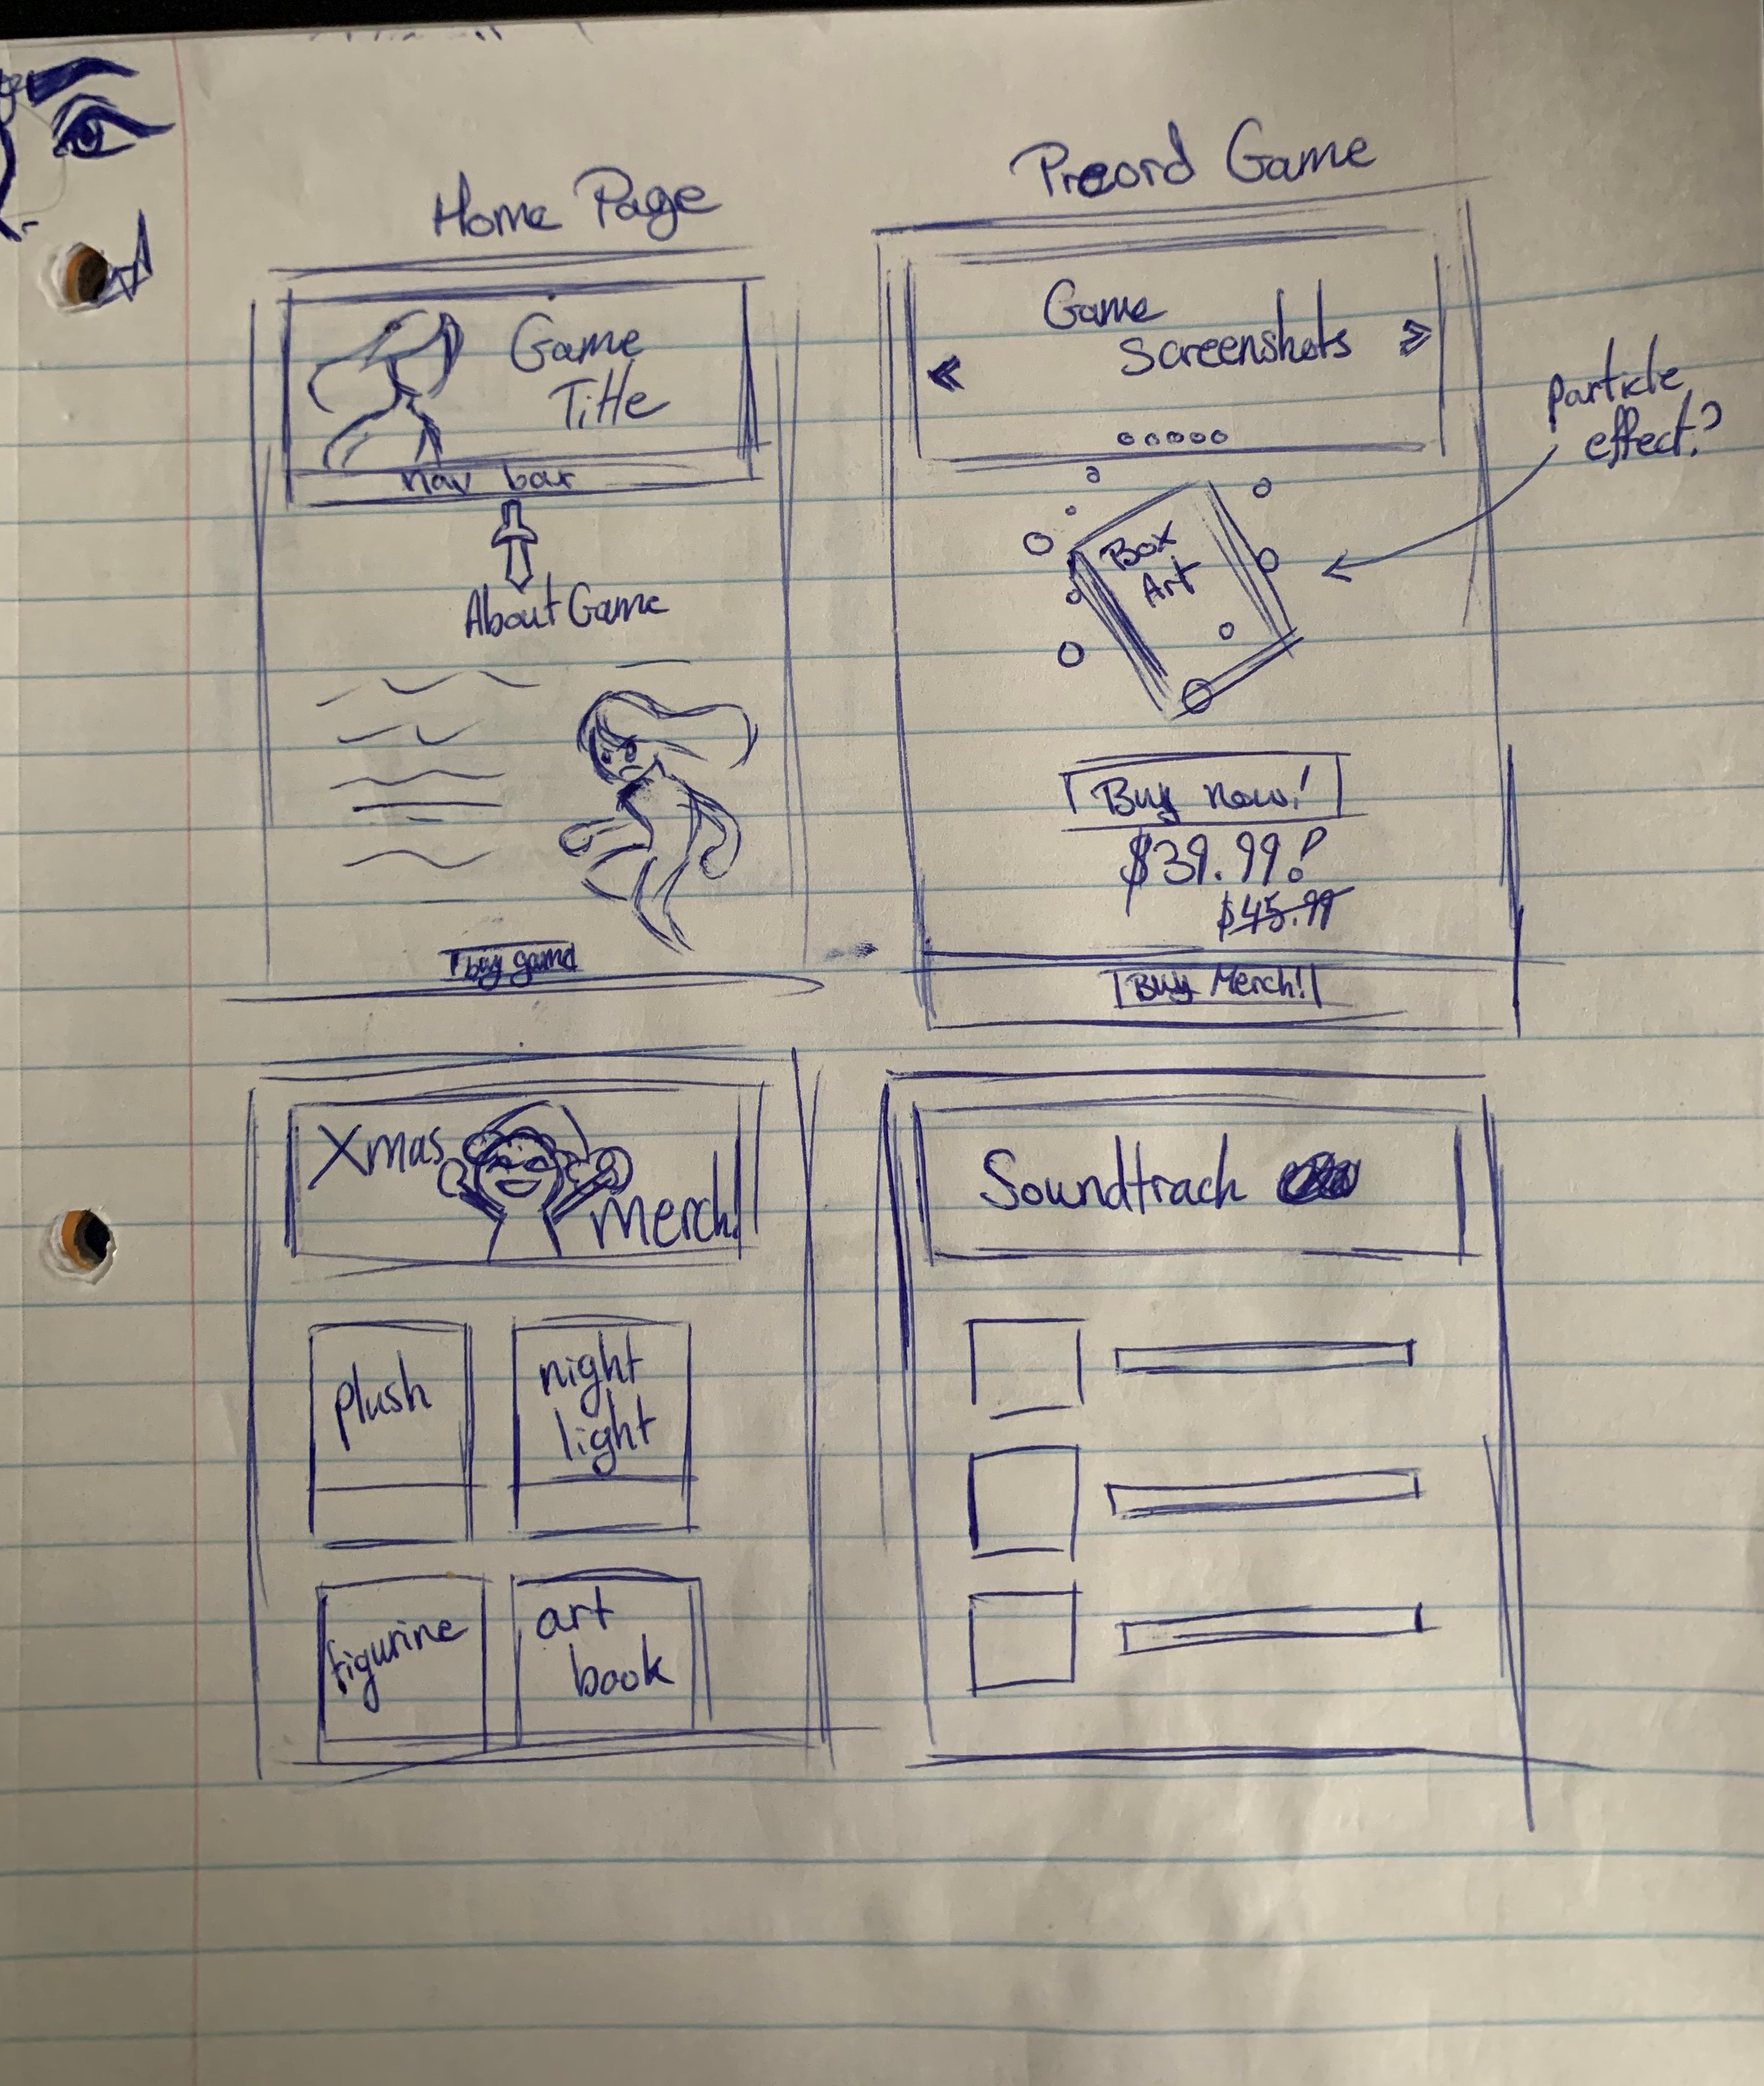 Home Page
Game
Title
nav bar
About Game
buy game
Preord Game
Game
Screenshots
particle
effect?
Box
Art
Buy now!
$39.99!
$45.99
Buy Merch!
Xmas
Merch!
plush
night
light
figurine
art
book
Soundtrack